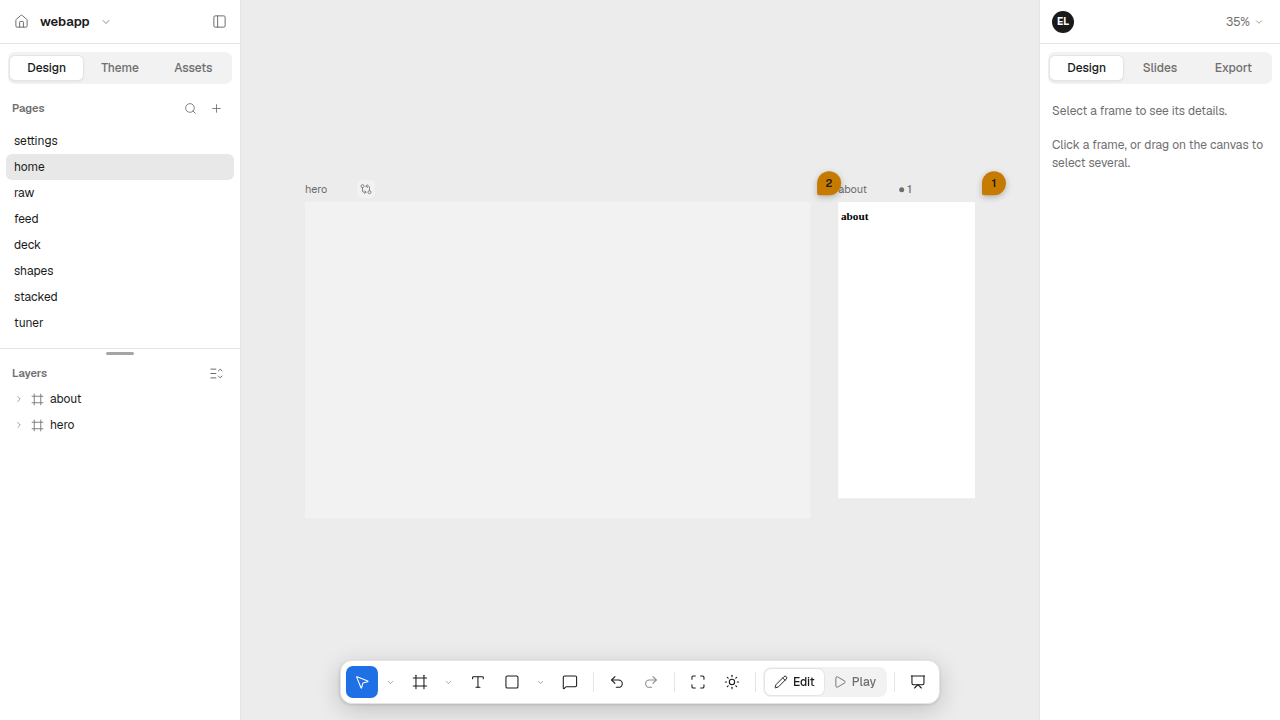 webapp
Design
Theme
Assets
Pages
settings
home
raw
feed
deck
shapes
stacked
tuner
Layers
about
hero
hero
2
about
1
1
about
Edit
Play
EL
35%
Design
Slides
Export
Select a frame to see its details.
Click a frame, or drag on the canvas to
select several.